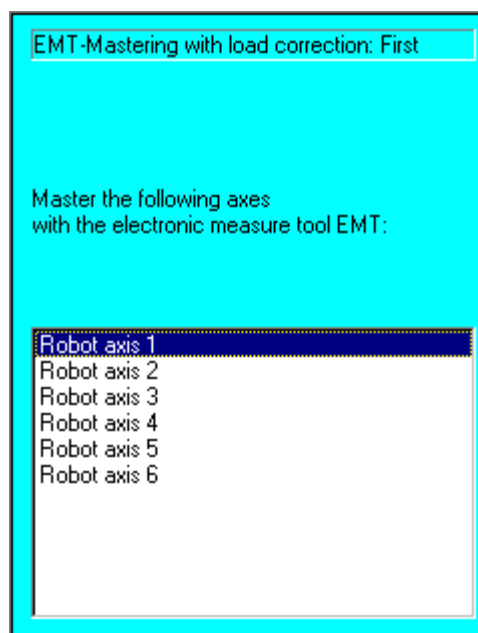 EMT-Mastering with load correction: First
Master the following axes
with the electronic measure tool EMT:
Robot axis 1
Robot axis 2
Robot axis 3
Robot axis 4
Robot axis 5
Robot axis 6